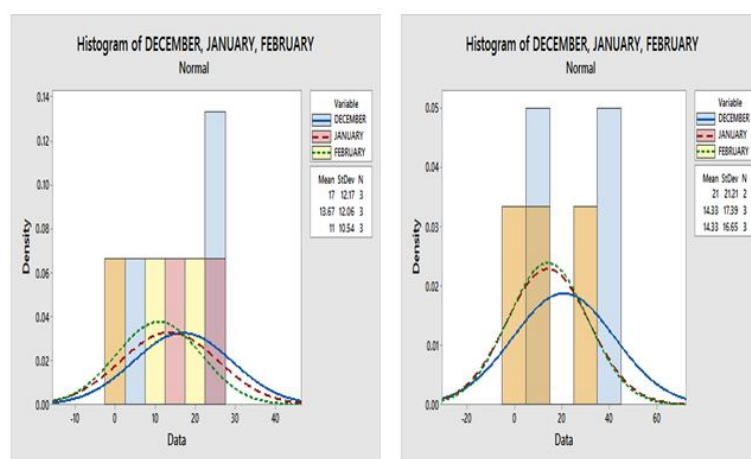 Histogram of DECEMBER, JANUARY, FEBRUARY
Normal
0.14
0.12
0.10
0.08
0.06
0.04
0.02
0.00
Density
-10 0 10 20 30 40
Data
Variable
DECEMBER
JANUARY
FEBRUARY
Mean StDev N
17 12.17 3
13.67 12.06 3
11 10.54 3
Histogram of DECEMBER, JANUARY, FEBRUARY
Normal
0.05
0.04
0.03
0.02
0.01
0.00
Density
-20 0 20 40 60
Data
Variable
DECEMBER
JANUARY
FEBRUARY
Mean StDev N
21 21.21 2
14.33 17.39 3
14.33 16.65 3